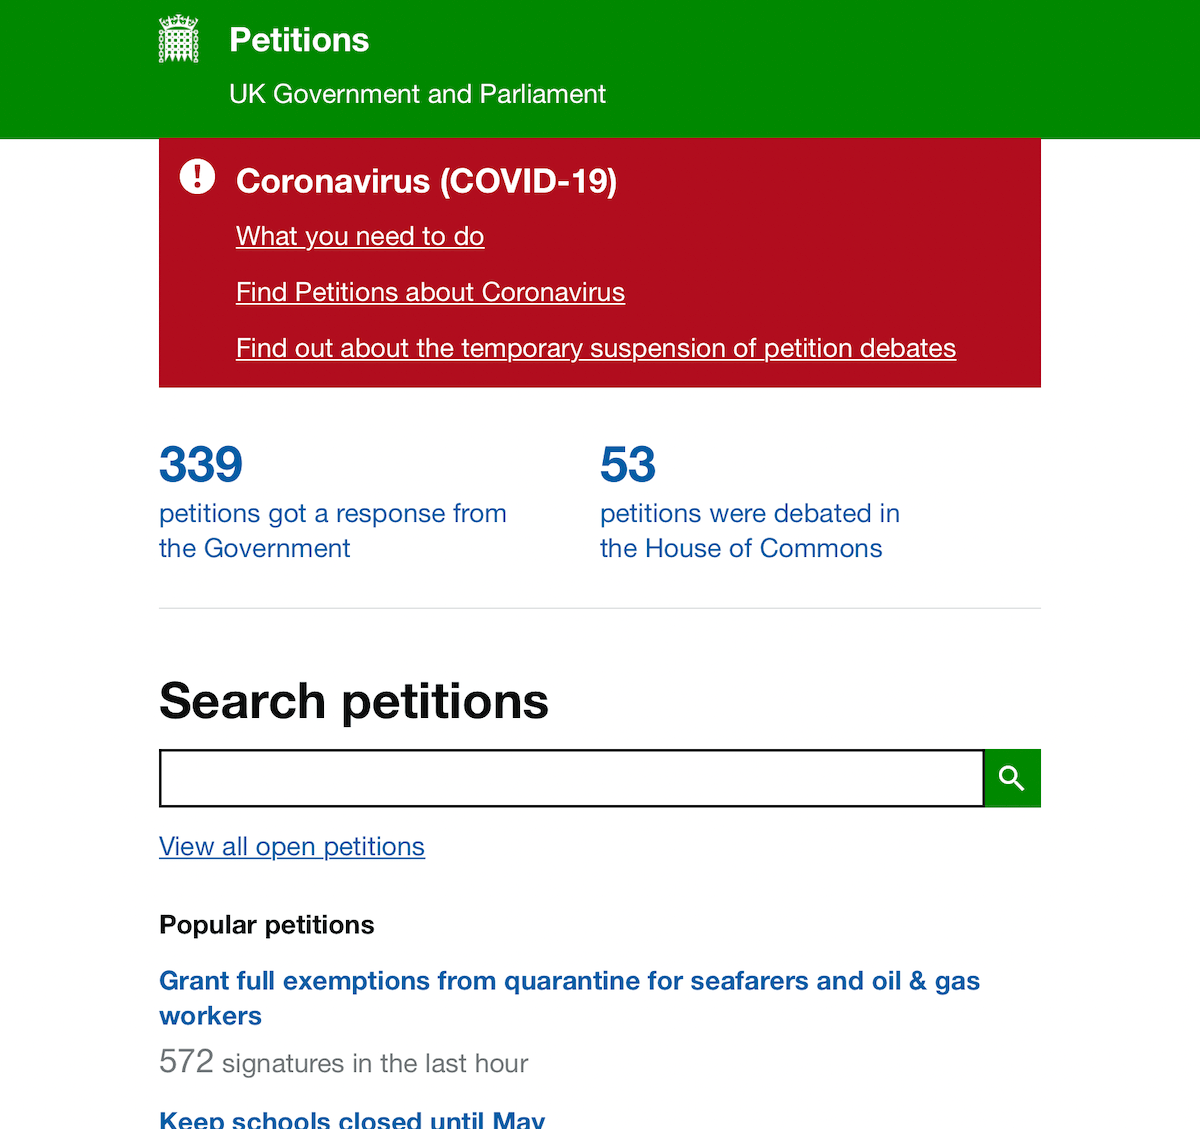 Petitions
UK Government and Parliament
Coronavirus (COVID-19)
What you need to do
Find Petitions about Coronavirus
Find out about the temporary suspension of petition debates
339
petitions got a response from
the Government
53
petitions were debated in
the House of Commons
Search petitions
View all open petitions
Popular petitions
Grant full exemptions from quarantine for seafarers and oil & gas
workers
572 signatures in the last hour
Keep schools closed until May